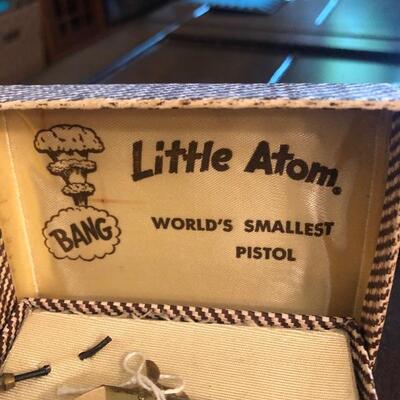 Little Atom.
BANG
WORLD'S SMALLEST
PISTOL